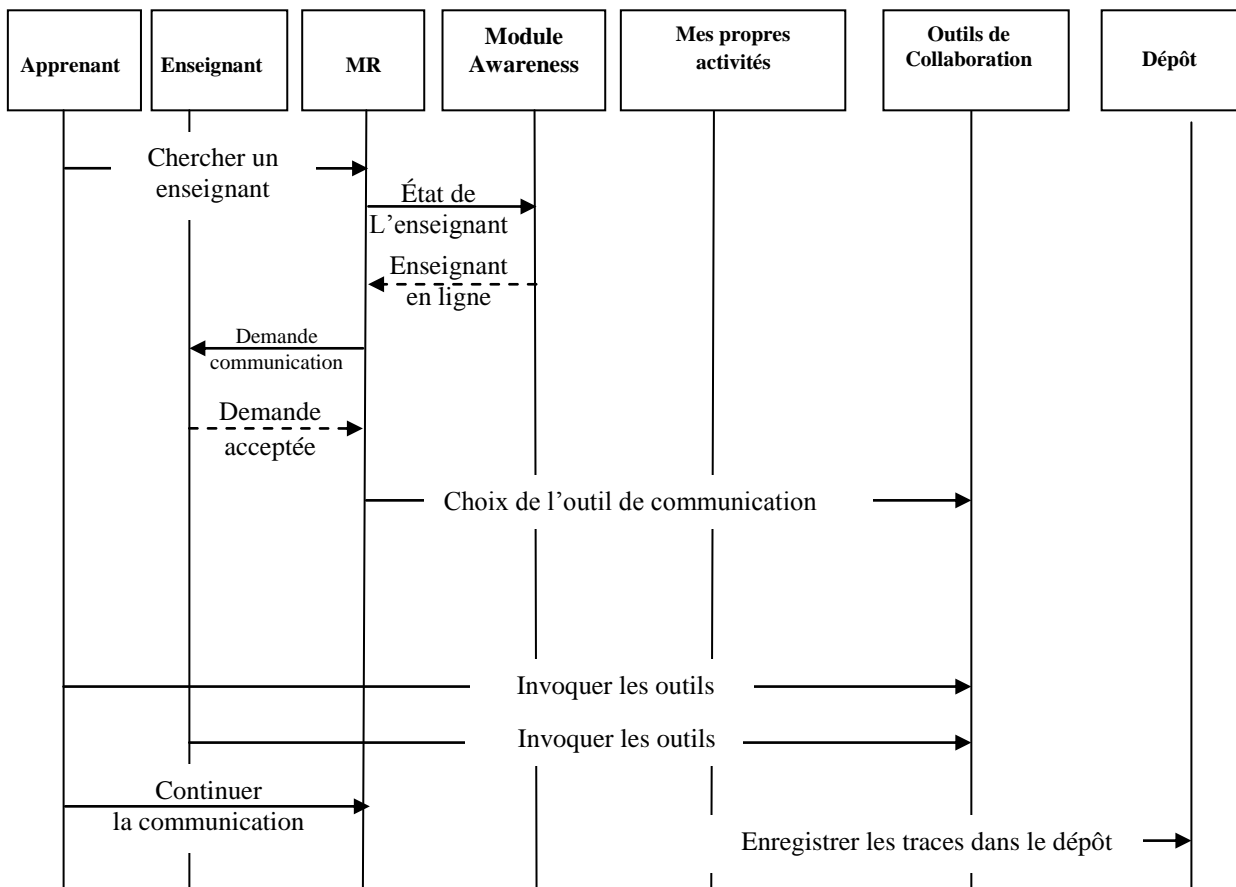 Apprenant
Enseignant
MR
Module
Awareness
Mes propres
activités
Outils de
Collaboration
Dépôt
Chercher un
enseignant
État de
L’enseignant
Enseignant
en ligne
Demande
communication
Demande
acceptée
Choix de l’outil de communication
Invoquer les outils
Invoquer les outils
Continuer
la communication
Enregistrer les traces dans le dépôt